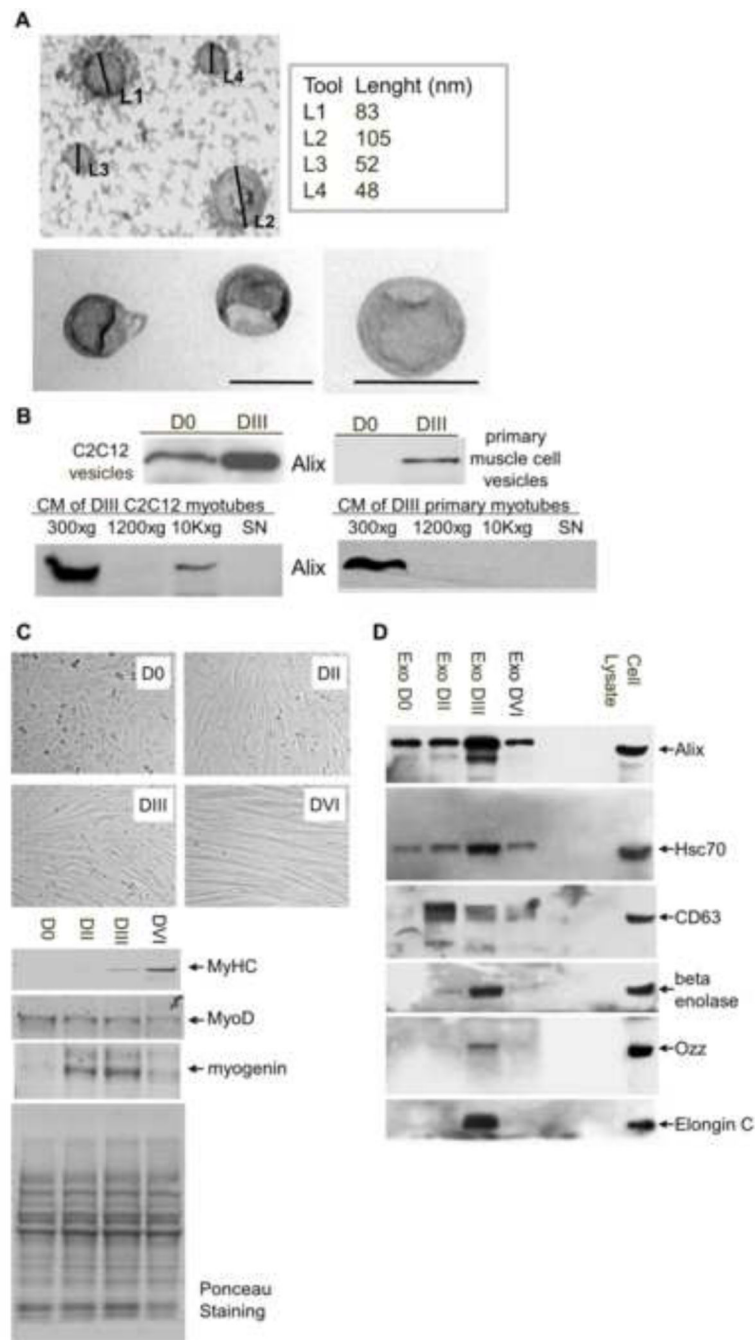 A
L1
L4
L3
L2
Tool Lenght (nm)
L1 83
L2 105
L3 52
L4 48
B
D0 DIII
C2C12
vesicles
Alix
D0 DIII
primary
muscle cell
vesicles
CM of DIII C2C12 myotubes
300xg 1200xg 10Kxg SN
Alix
CM of DIII primary myotubes
300xg 1200xg 10Kxg SN
C
D0
DII
DIII
DVI
D0 DII DIII DVI
MyHC
MyoD
myogenin
Ponceau
Staining
D
Exo D0
Exo DII
Exo DIII
Exo DVI
Cell
Lysate
Alix
Hsc70
CD63
beta
enolase
Ozz
Elongin C